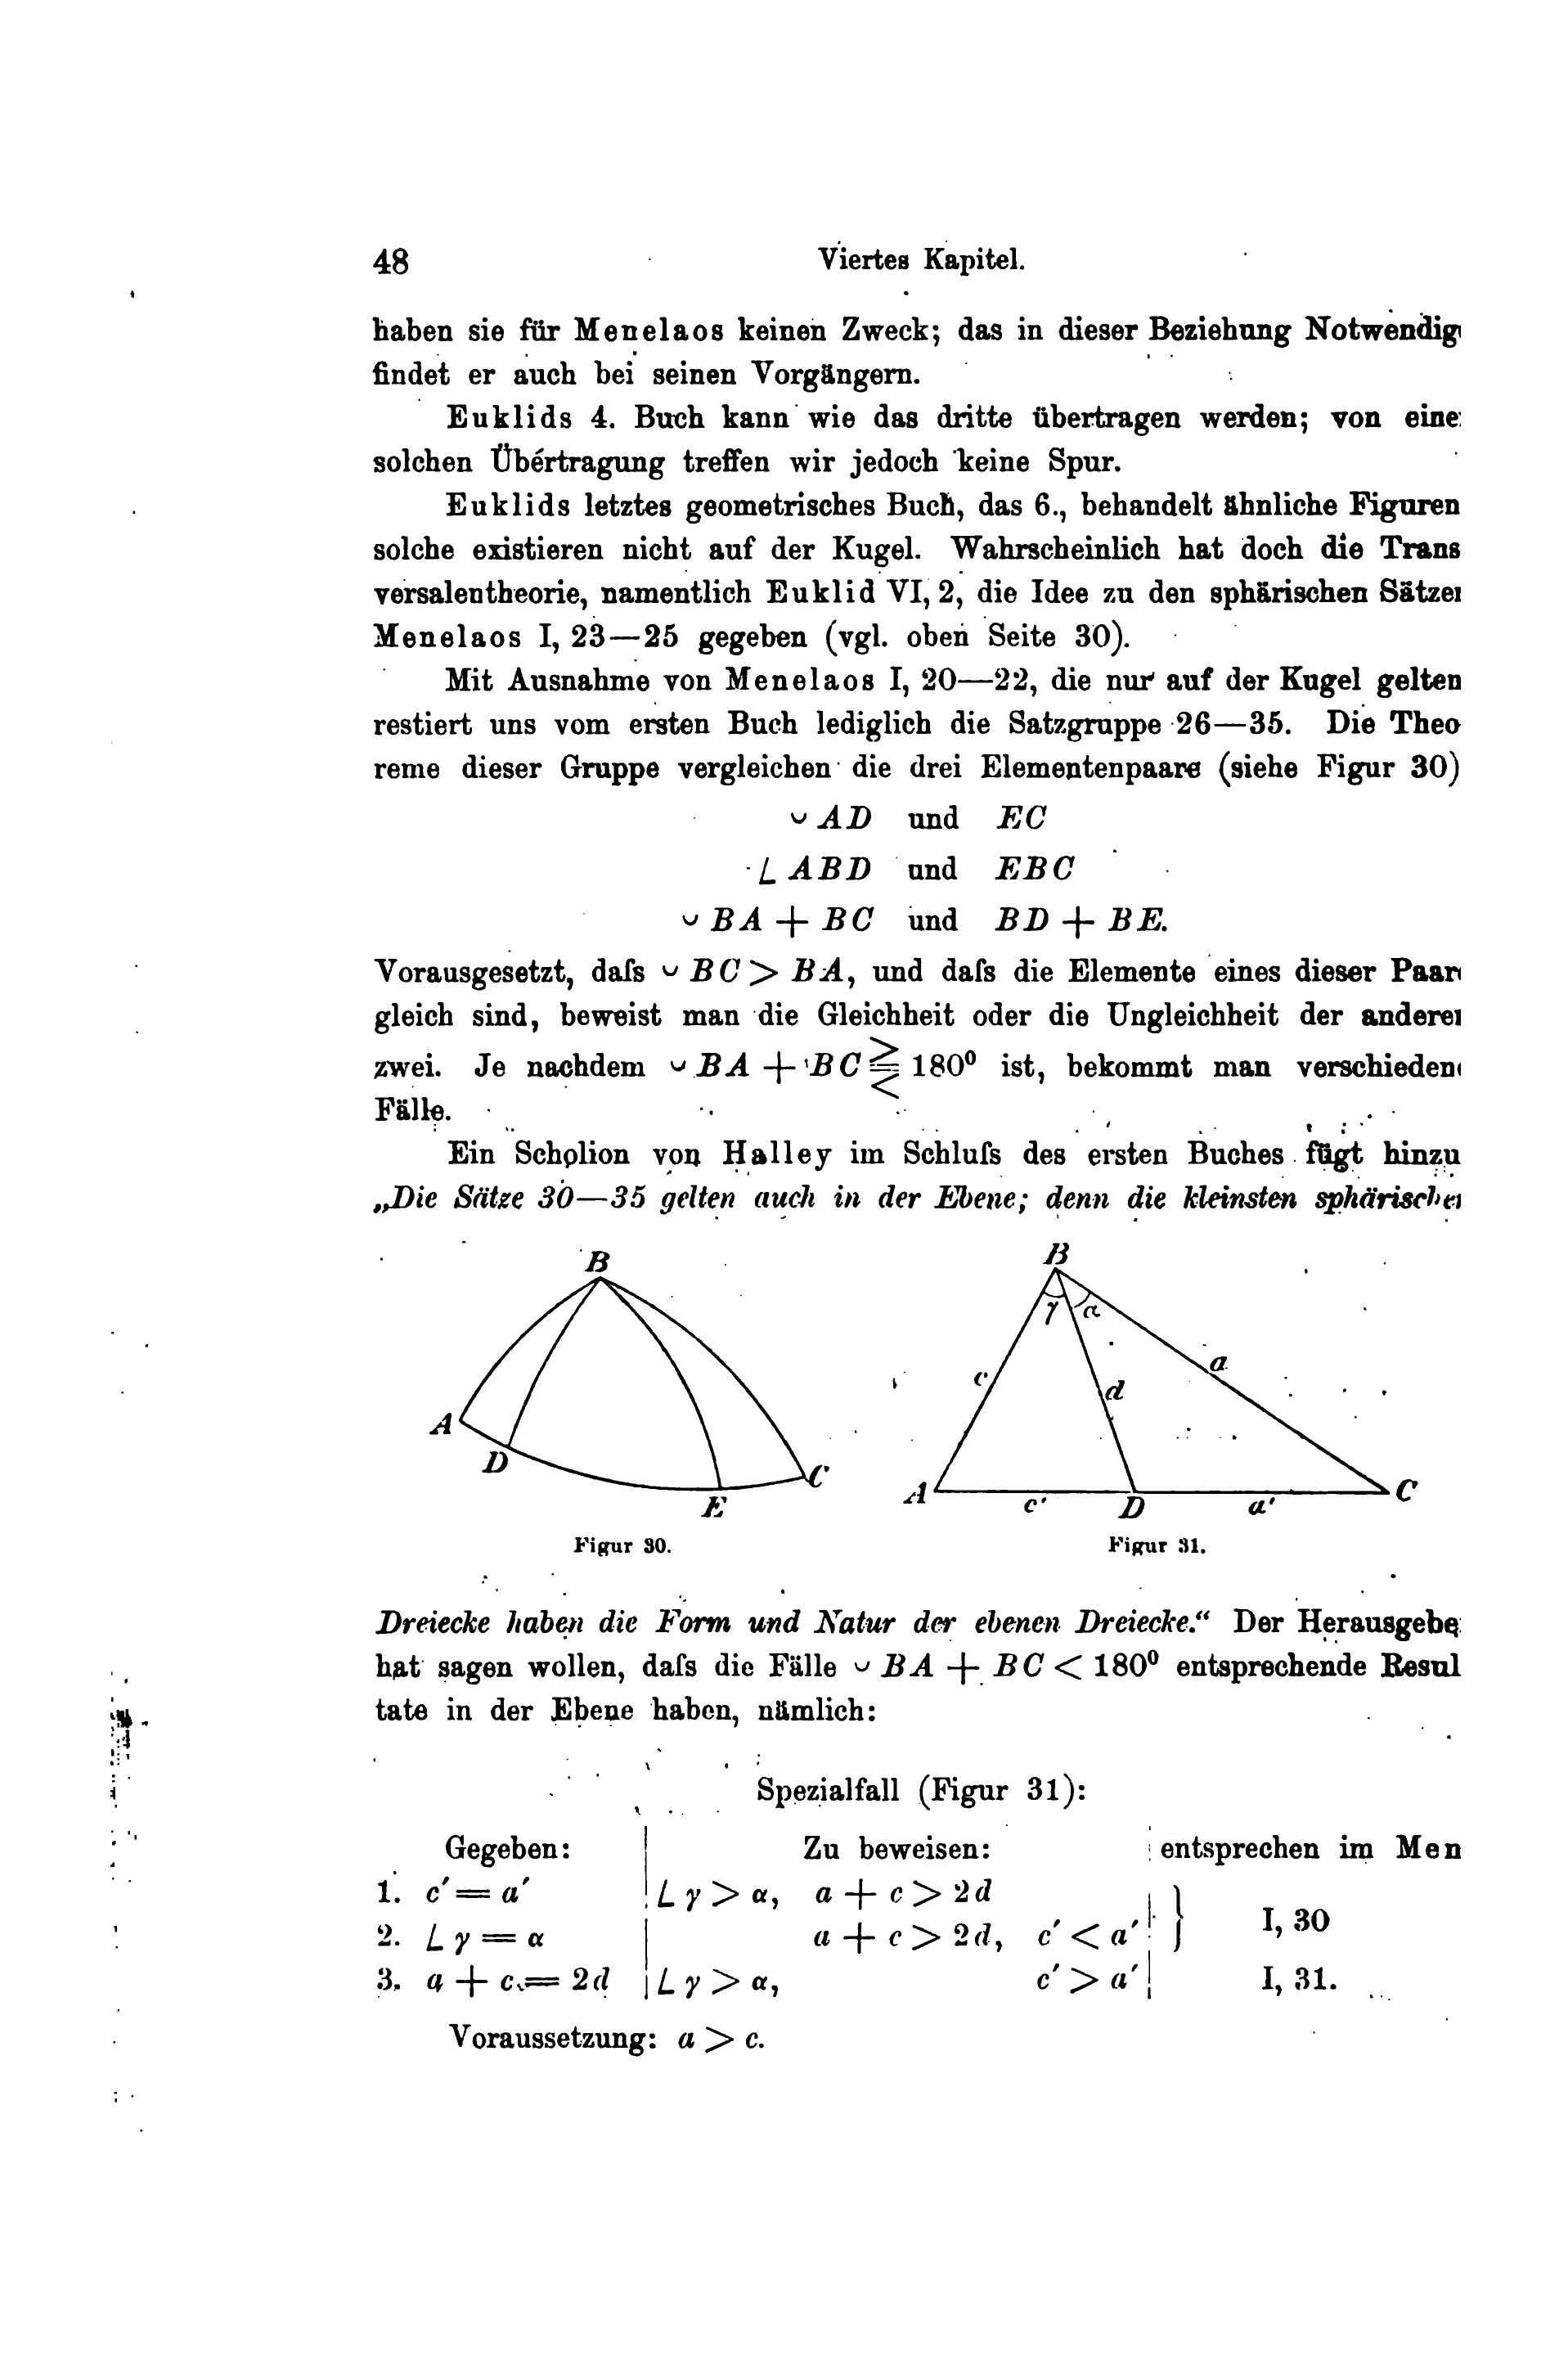 48 Viertes Kapitel.
haben sie für Menelaos keinen Zweck; das in dieser Beziehung Notwendig
findet er auch bei seinen Vorgängern.
Euklids 4. Buch kann wie das dritte übertragen werden; von eine
solchen Übertragung treffen wir jedoch keine Spur.
Euklids letztes geometrisches Buch, das 6., behandelt ähnliche Figuren
solche existieren nicht auf der Kugel. Wahrscheinlich hat doch die Trans
versalentheorie, namentlich Euklid VI, 2, die Idee zu den sphärischen Sätze
Menelaos I, 23—25 gegeben (vgl. oben Seite 30).
Mit Ausnahme von Menelaos I, 20—22, die nur auf der Kugel gelten
restiert uns vom ersten Buch lediglich die Satzgruppe 26—35. Die Theo
reme dieser Gruppe vergleichen die drei Elementenpaare (siehe Figur 30)
⌣ AD und EC
∠ ABD und EBC
⌣ BA + BC und BD + BE.
Vorausgesetzt, daſs ⌣ BC > BA, und daſs die Elemente eines dieser Paar
gleich sind, beweist man die Gleichheit oder die Ungleichheit der andere
zwei. Je nachdem ⌣ BA + BC ⪌ 180⁰ ist, bekommt man verschieden
Fälle.
Ein Scholion von Halley im Schluſs des ersten Buches fügt hinzu
„Die Sätze 30—35 gelten auch in der Ebene; denn die kleinsten sphärische
B
A
D
E
C
Figur 30.
B
γ α
c
d
a
A
c'
D
a'
C
Figur 31.
Dreiecke haben die Form und Natur der ebenen Dreiecke.“ Der Herausgebe
hat sagen wollen, daſs die Fälle ⌣ BA + BC < 180⁰ entsprechende Resul
tate in der Ebene haben, nämlich:
Spezialfall (Figur 31):
Gegeben: Zu beweisen: entsprechen im Men
1. c′ = a′ ∠ γ > α, a + c > 2d
2. ∠ γ = α a + c > 2d, c′ < a′ } I, 30
3. a + c = 2d ∠ γ > α, c′ > a′ I, 31.
Voraussetzung: a > c.